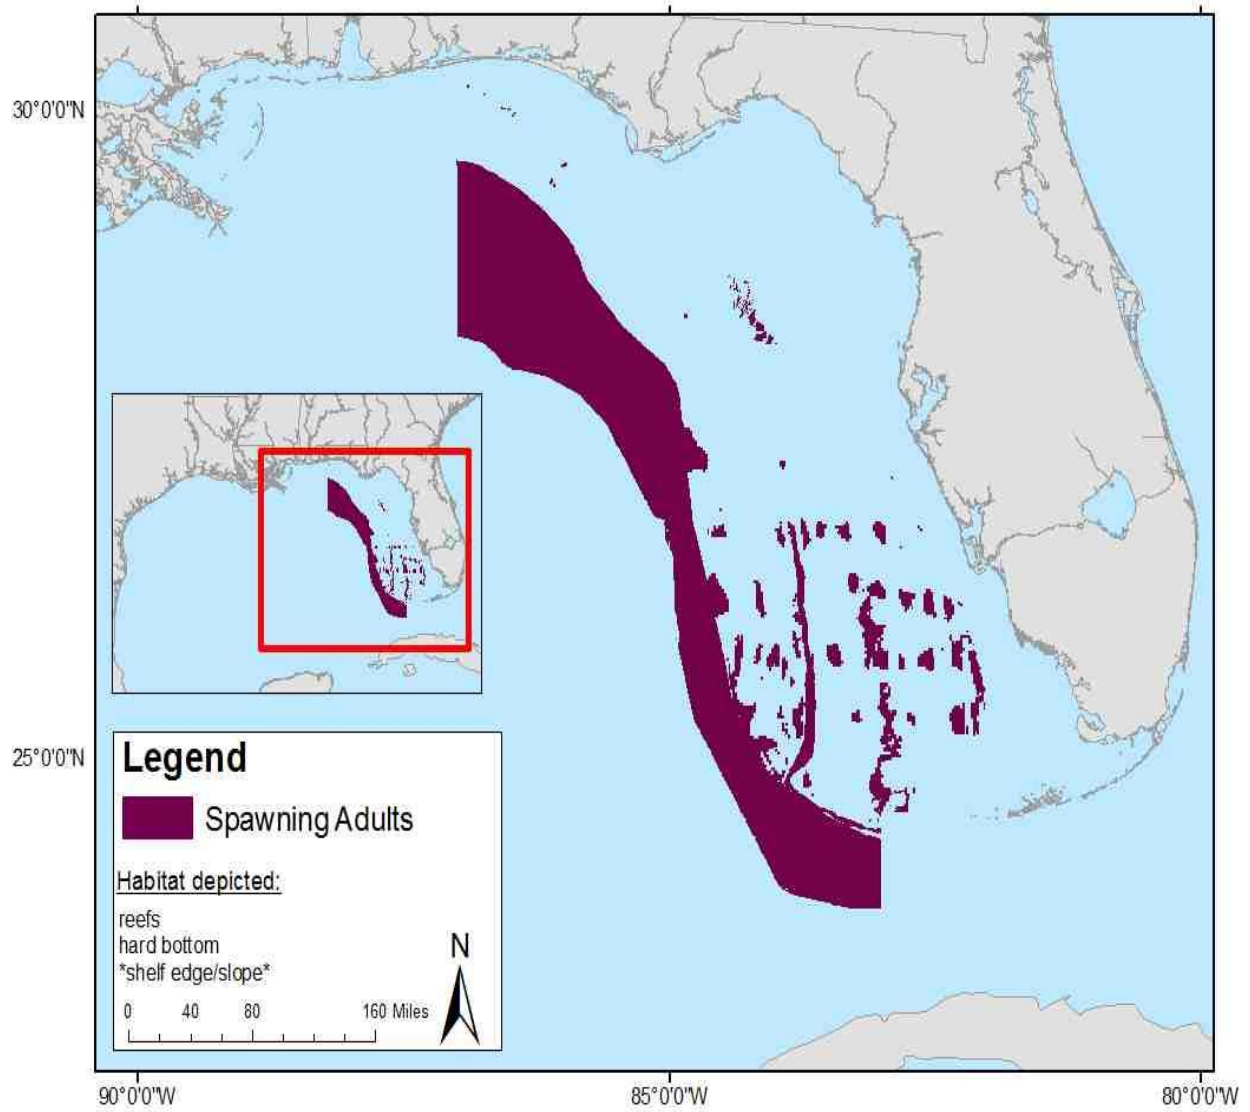 30°0'0"N
25°0'0"N
Legend
Spawning Adults
Habitat depicted:
reefs
hard bottom
*shelf edge/slope*
N
0 40 80 160 Miles
90°0'0"W 85°0'0"W 80°0'0"W